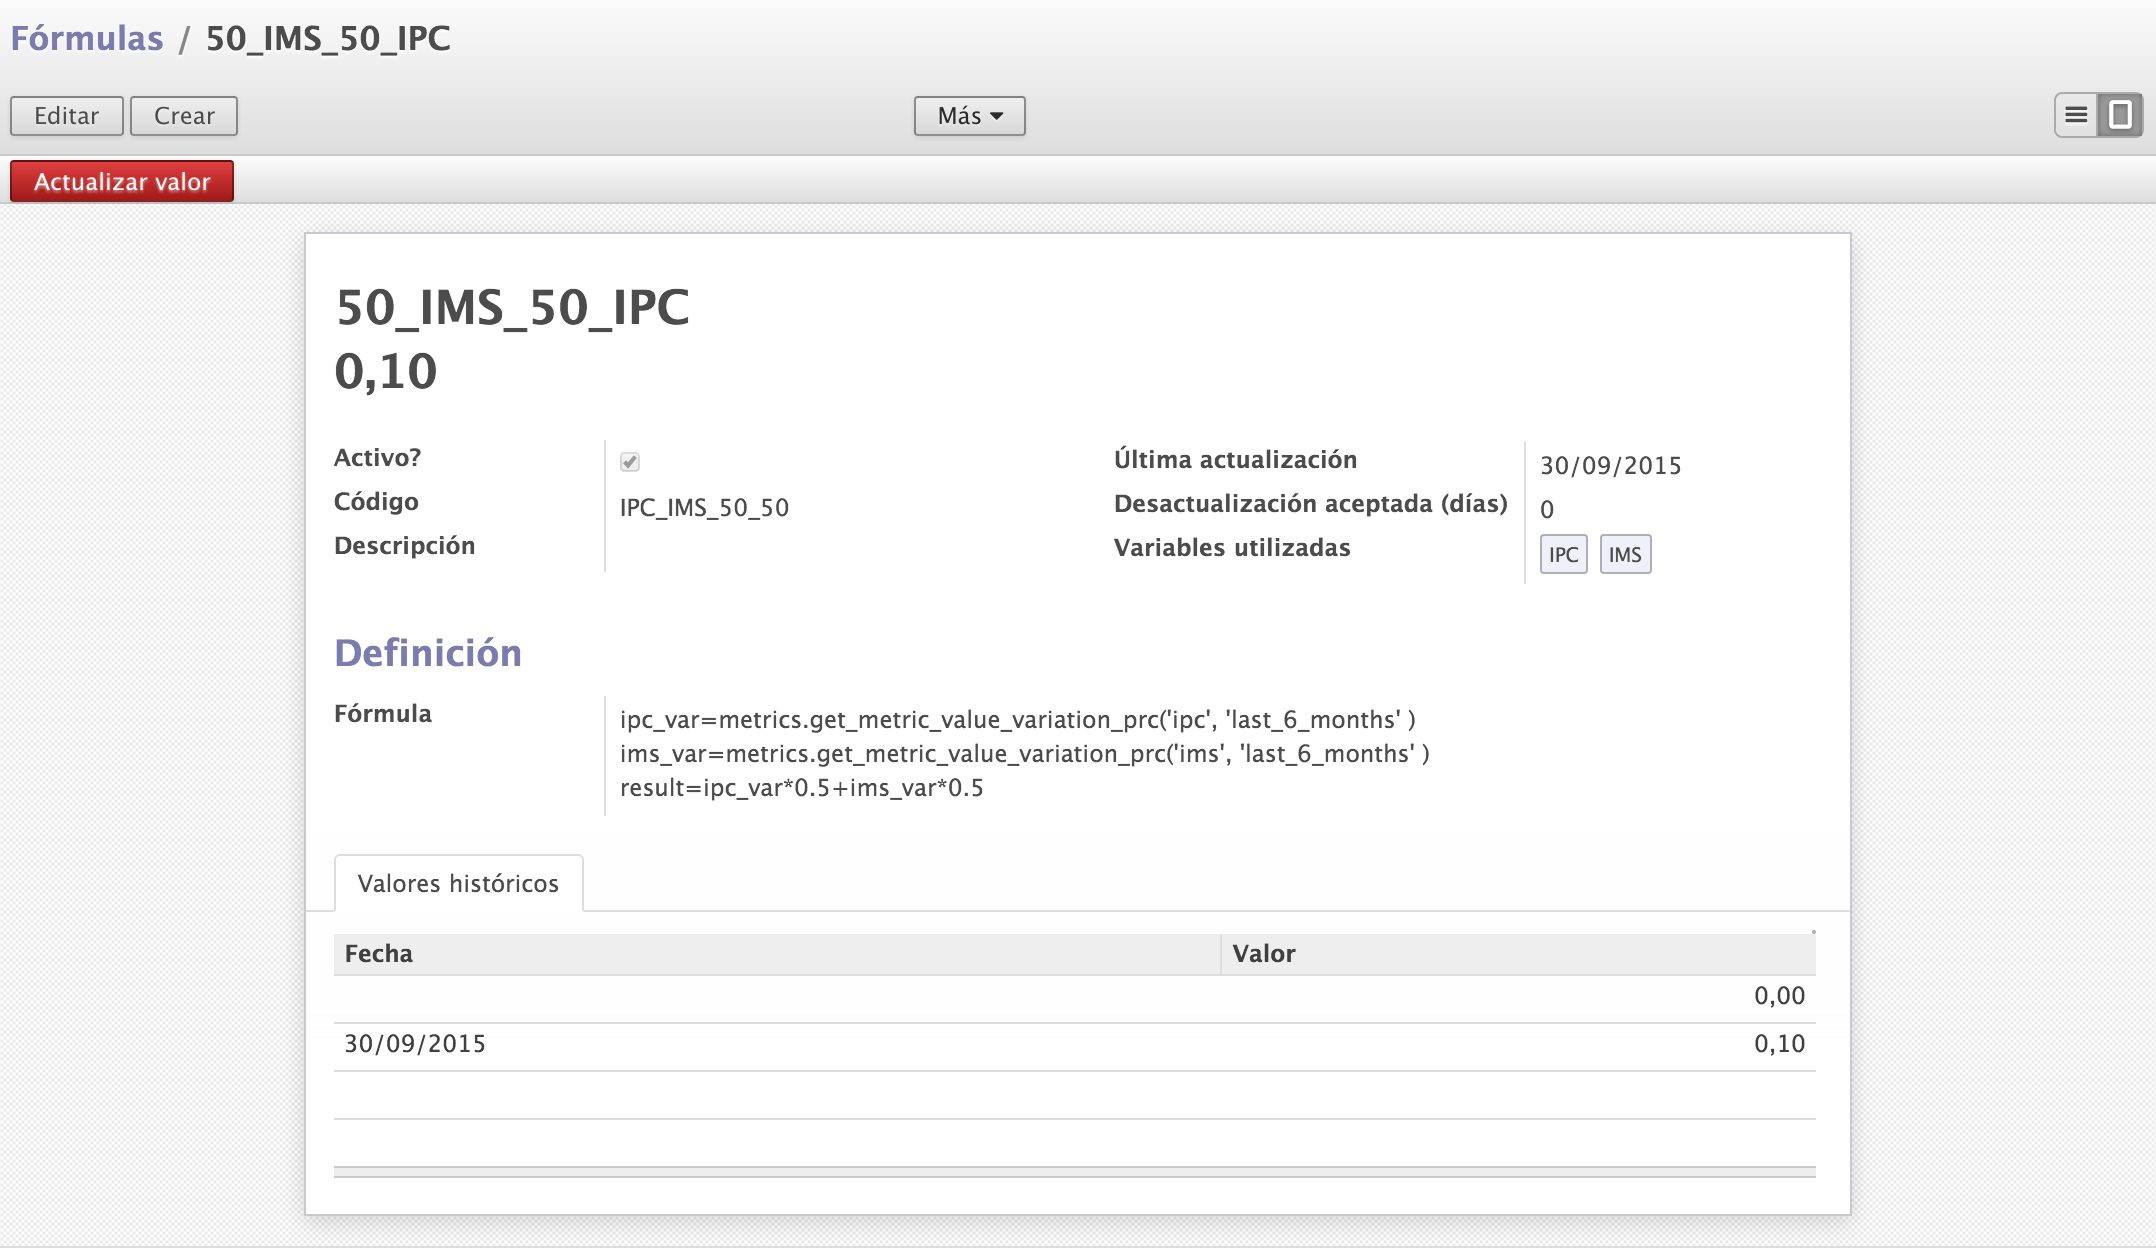 Fórmulas / 50_IMS_50_IPC
Editar Crear Más
Actualizar valor
50_IMS_50_IPC
0,10
Activo?
Código IPC_IMS_50_50
Descripción
Última actualización 30/09/2015
Desactualización aceptada (días) 0
Variables utilizadas IPC IMS
Definición
Fórmula ipc_var=metrics.get_metric_value_variation_prc('ipc', 'last_6_months' )
ims_var=metrics.get_metric_value_variation_prc('ims', 'last_6_months' )
result=ipc_var*0.5+ims_var*0.5
Valores históricos
Fecha Valor
0,00
30/09/2015 0,10